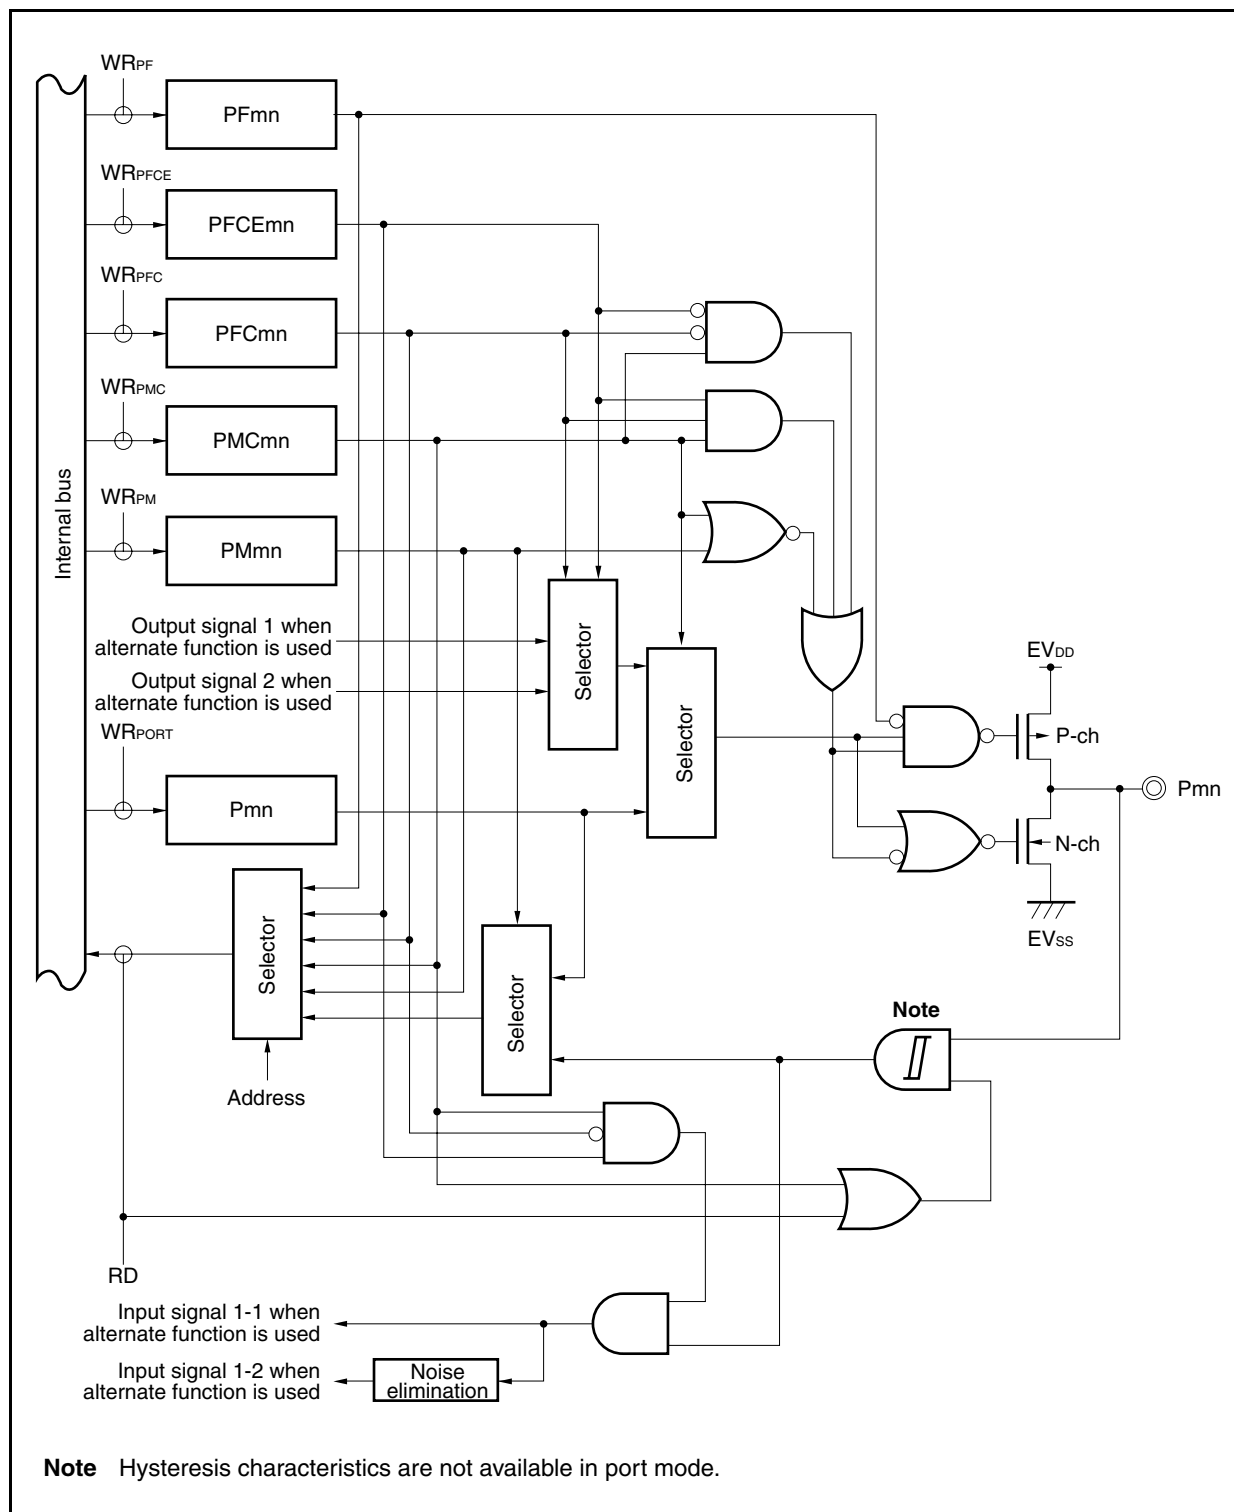 WRPF
PFmn
WRPFCE
PFCEmn
WRPFC
PFCmn
WRPMC
PMCmn
WRPM
PMmn
Internal bus
Output signal 1 when
alternate function is used
Output signal 2 when
alternate function is used
Selector
Selector
EVDD
P-ch
WRPORT
Pmn
Pmn
N-ch
EVSS
Selector
Selector
Note
Address
RD
Input signal 1-1 when
alternate function is used
Input signal 1-2 when
alternate function is used
Noise
elimination
Note Hysteresis characteristics are not available in port mode.